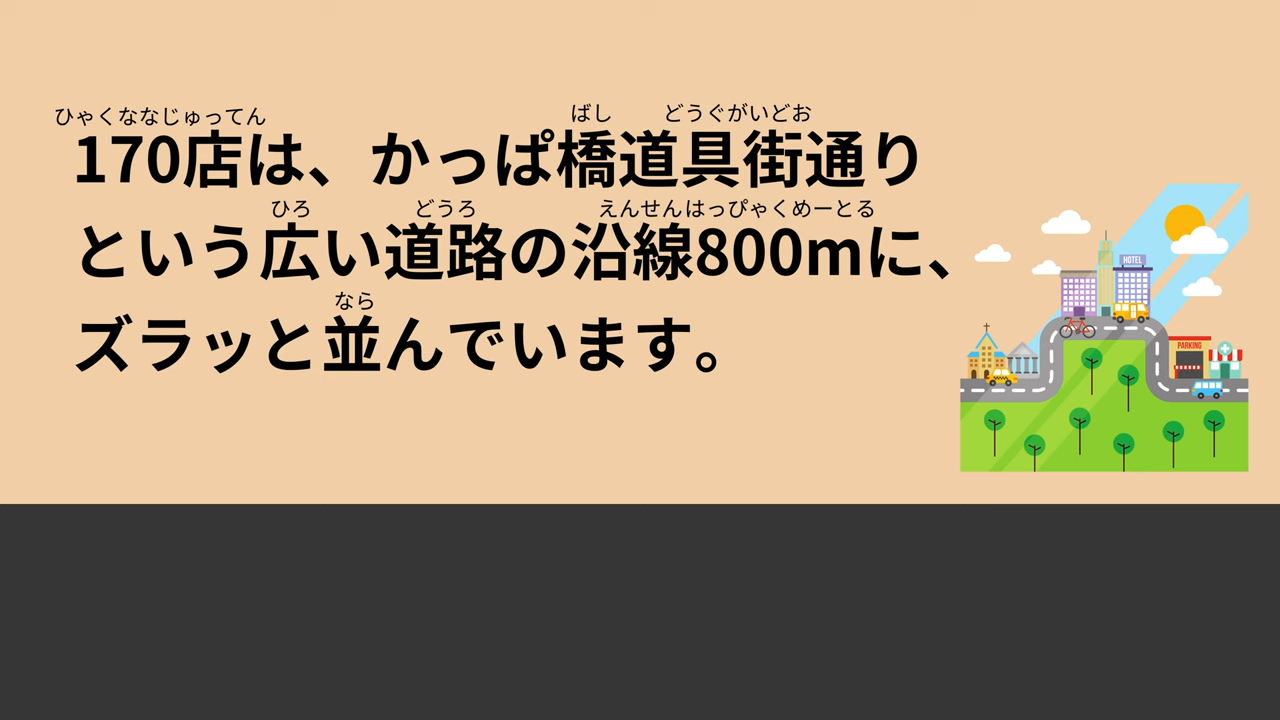 ひゃくななじゅってん ばし どうぐがいどお
170店は、かっぱ橋道具街通り
ひろ どうろ えんせんはっぴゃくめーとる
という広い道路の沿線800mに、
なら
ズラッと並んでいます。
HOTEL
PARKING